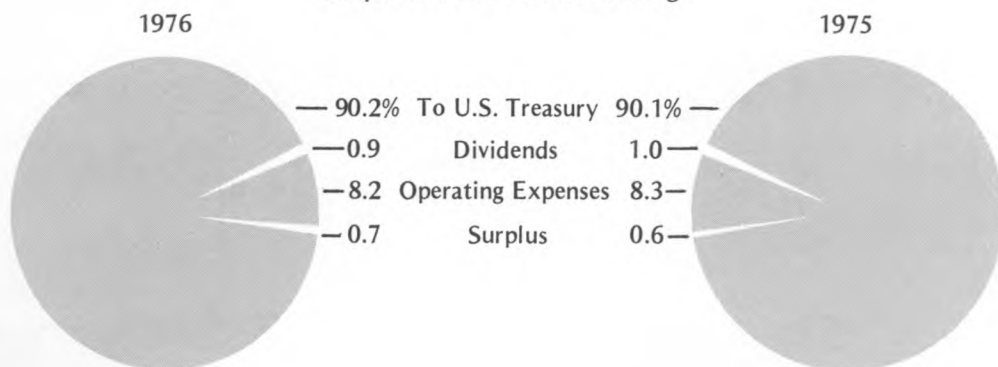 1976 1975
90.2% To U.S. Treasury 90.1%
0.9 Dividends 1.0
8.2 Operating Expenses 8.3
0.7 Surplus 0.6